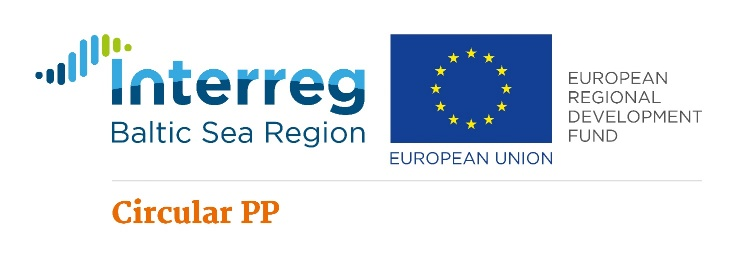 Interreg
Baltic Sea Region
EUROPEAN UNION
EUROPEAN
REGIONAL
DEVELOPMENT
FUND
Circular PP